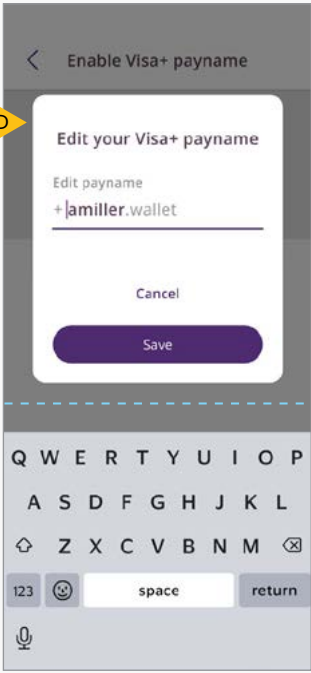 Enable Visa+ payname
D
Edit your Visa+ payname
Edit payname
+ amiller.wallet
Cancel
Save
Q W E R T Y U I O P
A S D F G H J K L
Z X C V B N M
123 space return